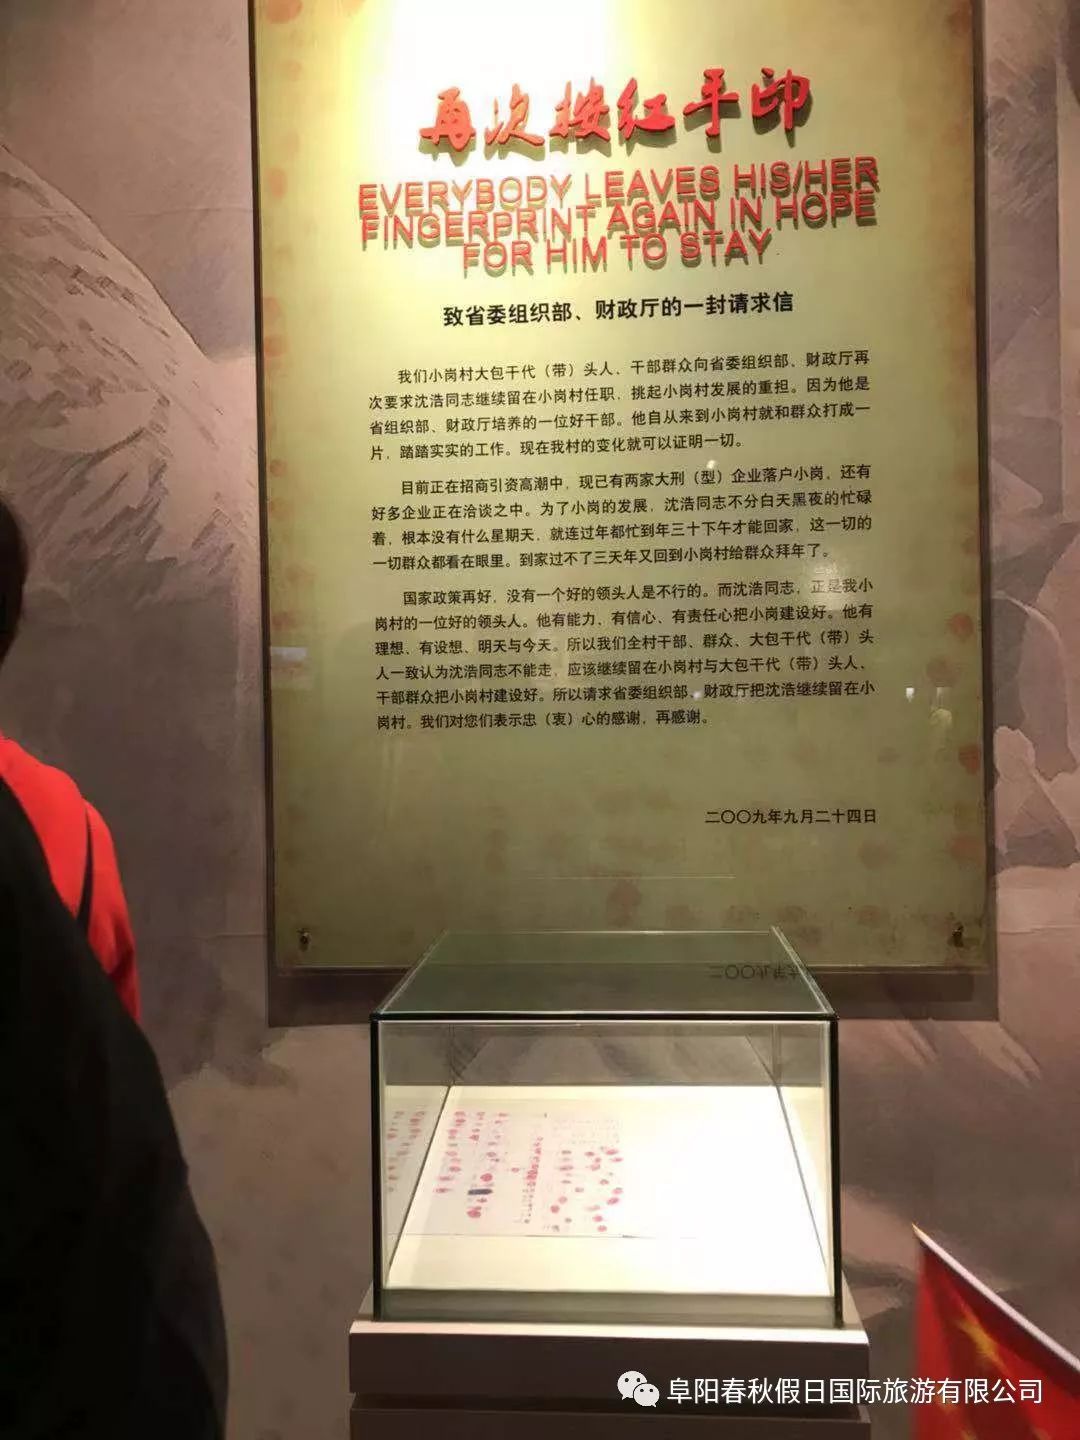 再次按红手印
EVERYBODY LEAVES HIS/HER
FINGERPRINT AGAIN IN HOPE
FOR HIM TO STAY
致省委组织部、财政厅的一封请求信
我们小岗村大包干代（带）头人、干部群众向省委组织部、财政厅再
次要求沈浩同志继续留在小岗村任职，挑起小岗村发展的重担。因为他是
省组织部、财政厅培养的一位好干部。他自从来到小岗村就和群众打成一
片，踏踏实实的工作。现在我村的变化就可以证明一切。
目前正在招商引资高潮中，现已有两家大刑（型）企业落户小岗，还有
好多企业正在洽谈之中。为了小岗的发展，沈浩同志不分白天黑夜的忙碌
着，根本没有什么星期天，就连过年都忙到年三十下午才能回家，这一切的
一切群众都看在眼里。到家过不了三天年又回到小岗村给群众拜年了。
国家政策再好，没有一个好的领头人是不行的。而沈浩同志，正是我小
岗村的一位好的领头人。他有能力、有信心、有责任心把小岗建设好。他有
理想、有设想、明天与今天。所以我们全村干部、群众、大包干代（带）头
人一致认为沈浩同志不能走，应该继续留在小岗村与大包干代（带）头人、
干部群众把小岗村建设好。所以请求省委组织部、财政厅把沈浩继续留在小
岗村。我们对您们表示忠（衷）心的感谢，再感谢。
二〇〇九年九月二十四日
阜阳春秋假日国际旅游有限公司